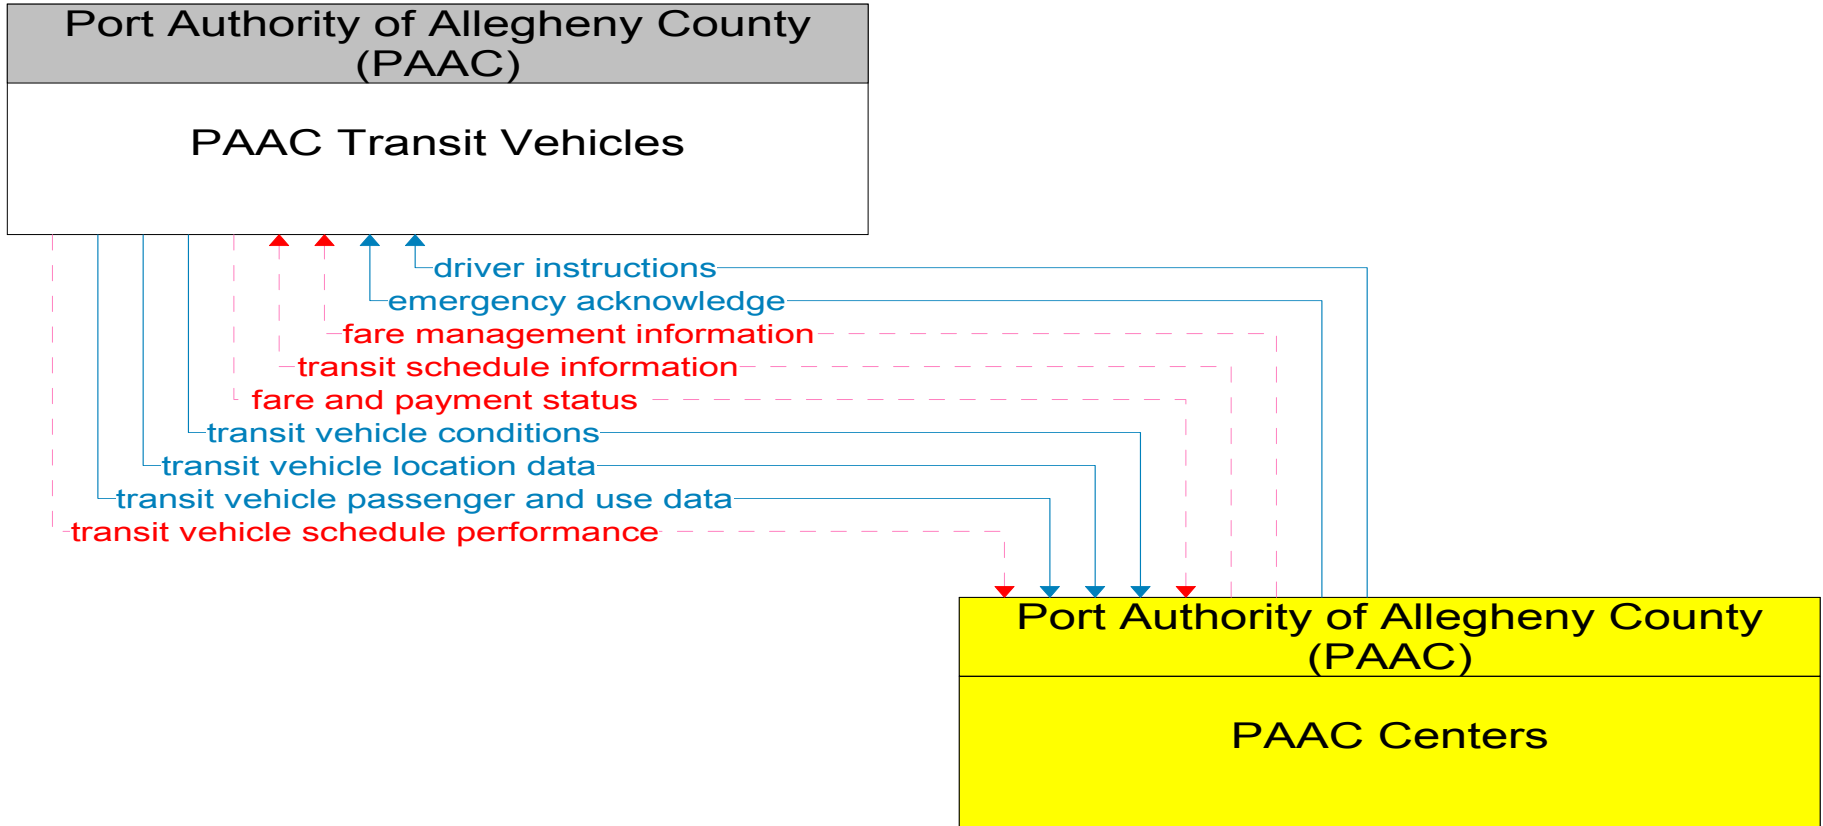 Port Authority of Allegheny County
(PAAC)
PAAC Transit Vehicles
driver instructions
emergency acknowledge
fare management information
transit schedule information
fare and payment status
transit vehicle conditions
transit vehicle location data
transit vehicle passenger and use data
transit vehicle schedule performance
Port Authority of Allegheny County
(PAAC)
PAAC Centers